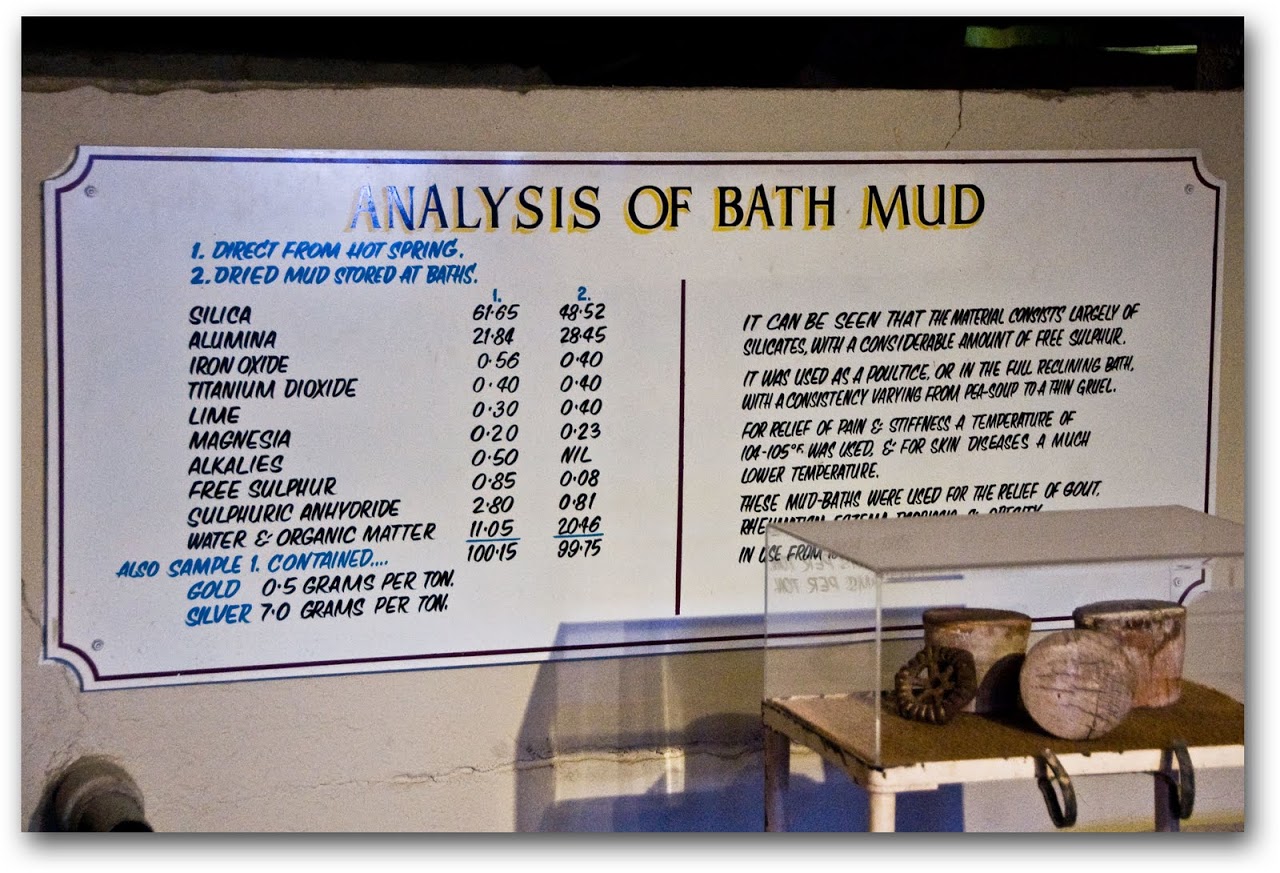 ANALYSIS OF BATH MUD
1. DIRECT FROM HOT SPRING.
2. DRIED MUD STORED AT BATHS.
1. 2.
SILICA 61·65 48·52
ALUMINA 21·84 28·45
IRON OXIDE 0·56 0·40
TITANIUM DIOXIDE 0·40 0·40
LIME 0·30 0·40
MAGNESIA 0·20 0·23
ALKALIES 0·50 NIL
FREE SULPHUR 0·85 0·08
SULPHURIC ANHYDRIDE 2·80 0·81
WATER & ORGANIC MATTER 11·05 20·46
100·15 99·75
ALSO SAMPLE 1. CONTAINED....
GOLD 0·5 GRAMS PER TON.
SILVER 7·0 GRAMS PER TON.
IT CAN BE SEEN THAT THE MATERIAL CONSISTS LARGELY OF
SILICATES, WITH A CONSIDERABLE AMOUNT OF FREE SULPHUR.
IT WAS USED AS A POULTICE, OR IN THE FULL RECLINING BATH,
WITH A CONSISTENCY VARYING FROM PEA-SOUP TO A THIN GRUEL.
FOR RELIEF OF PAIN & STIFFNESS A TEMPERATURE OF
104-105°F. WAS USED, & FOR SKIN DISEASES A MUCH
LOWER TEMPERATURE.
THESE MUD-BATHS WERE USED FOR THE RELIEF OF GOUT,
RHEUMATISM, ECZEMA, PSORIASIS & OBESITY
IN USE FROM